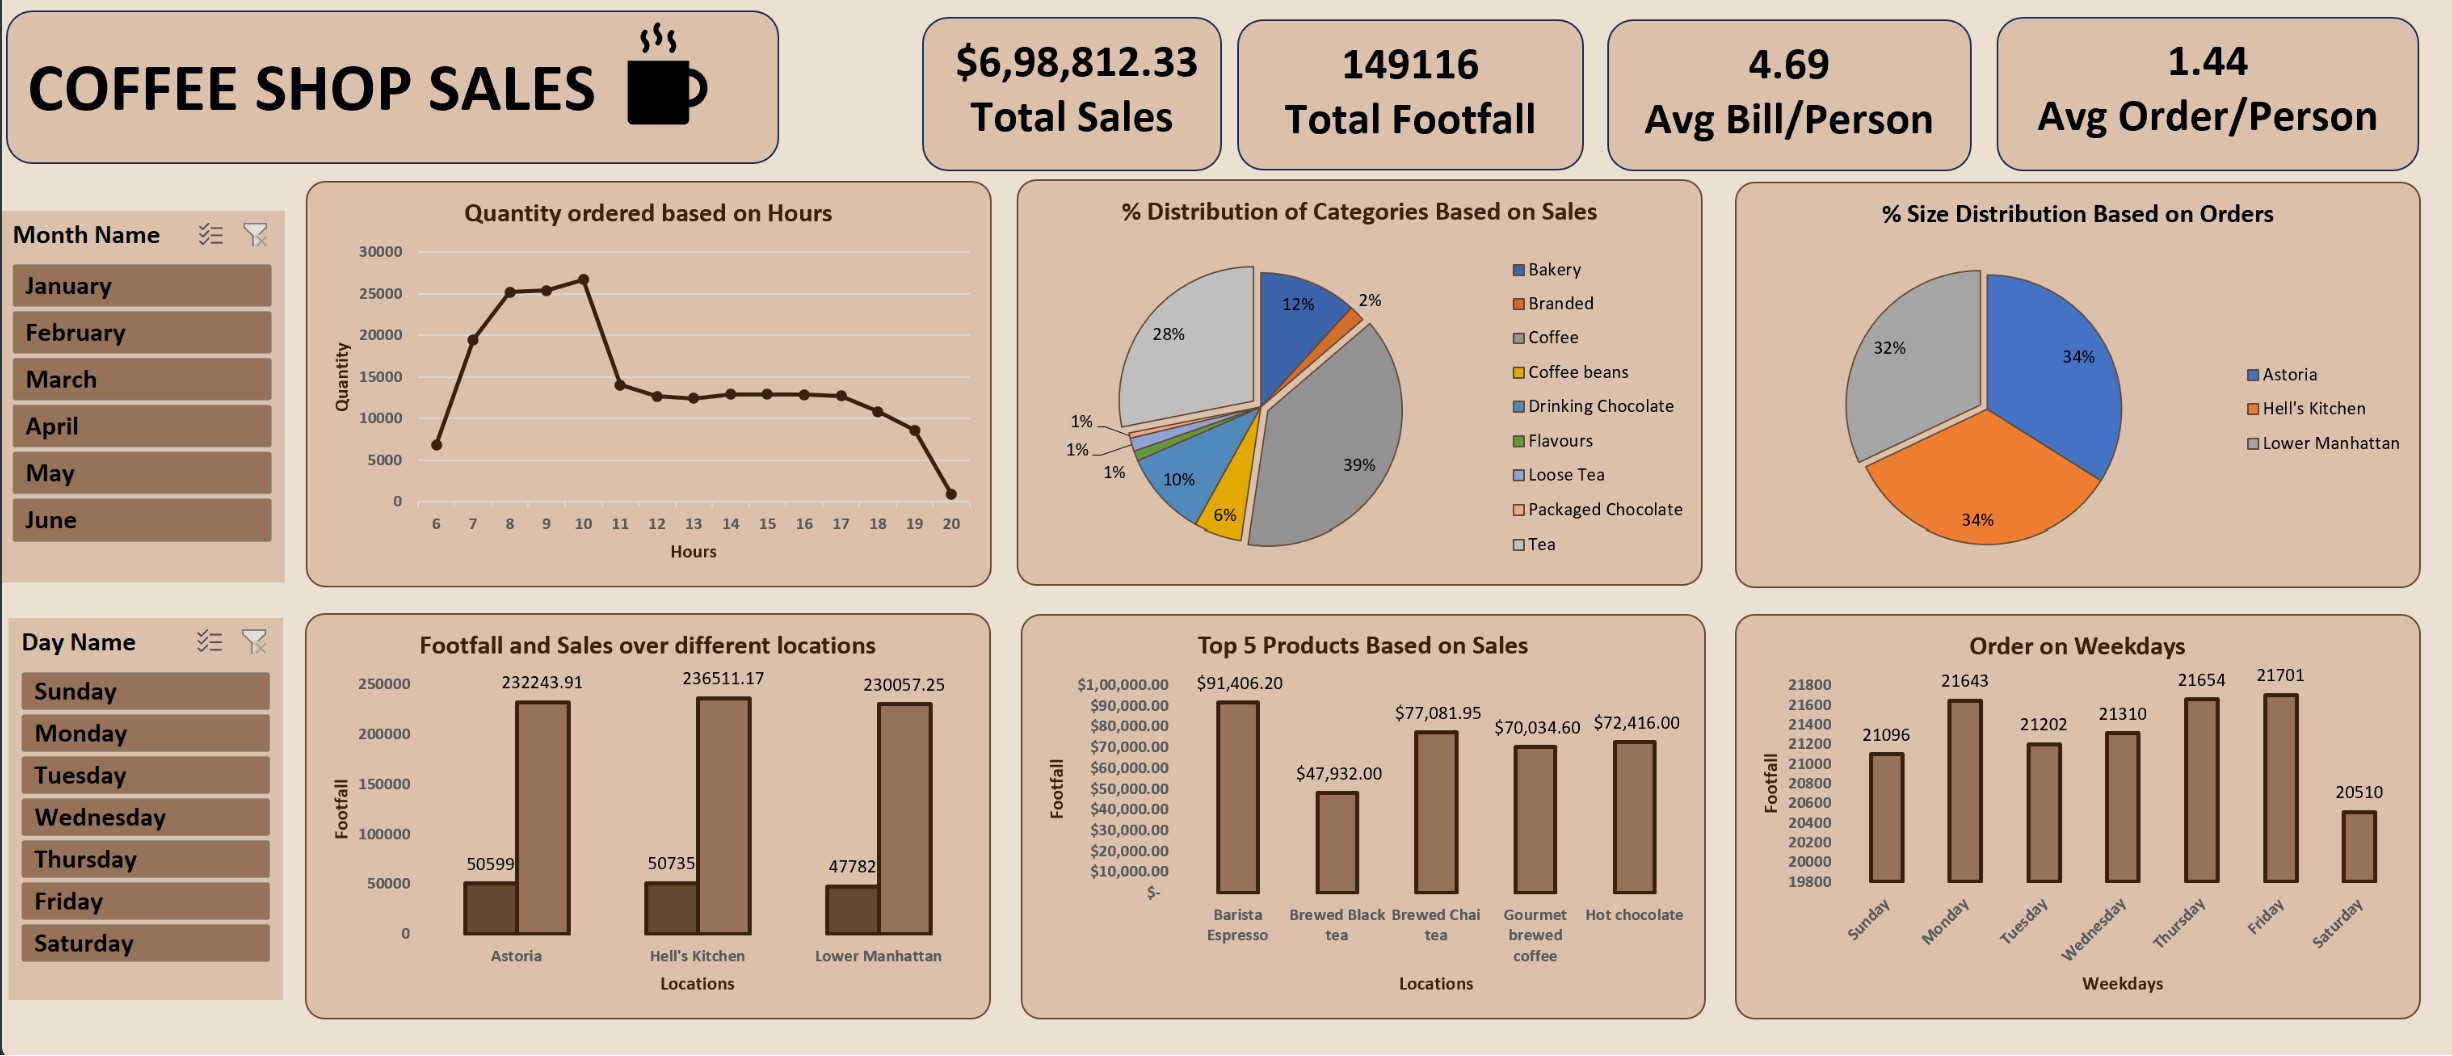 COFFEE SHOP SALES
$6,98,812.33
Total Sales
149116
Total Footfall
4.69
Avg Bill/Person
1.44
Avg Order/Person
Month Name
January
February
March
April
May
June
Quantity ordered based on Hours
Quantity
30000
25000
20000
15000
10000
5000
0
6 7 8 9 10 11 12 13 14 15 16 17 18 19 20
Hours
% Distribution of Categories Based on Sales
12%
2%
39%
6%
10%
1%
1%
1%
28%
Bakery
Branded
Coffee
Coffee beans
Drinking Chocolate
Flavours
Loose Tea
Packaged Chocolate
Tea
% Size Distribution Based on Orders
34%
34%
32%
Astoria
Hell's Kitchen
Lower Manhattan
Day Name
Sunday
Monday
Tuesday
Wednesday
Thursday
Friday
Saturday
Footfall and Sales over different locations
Footfall
250000
200000
150000
100000
50000
0
50599
232243.91
50735
236511.17
47782
230057.25
Astoria
Hell's Kitchen
Lower Manhattan
Locations
Top 5 Products Based on Sales
Footfall
$1,00,000.00
$90,000.00
$80,000.00
$70,000.00
$60,000.00
$50,000.00
$40,000.00
$30,000.00
$20,000.00
$10,000.00
$-
$91,406.20
$47,932.00
$77,081.95
$70,034.60
$72,416.00
Barista
Espresso
Brewed Black
tea
Brewed Chai
tea
Gourmet
brewed
coffee
Hot chocolate
Locations
Order on Weekdays
Footfall
21800
21600
21400
21200
21000
20800
20600
20400
20200
20000
19800
21096
21643
21202
21310
21654
21701
20510
Sunday
Monday
Tuesday
Wednesday
Thursday
Friday
Saturday
Weekdays